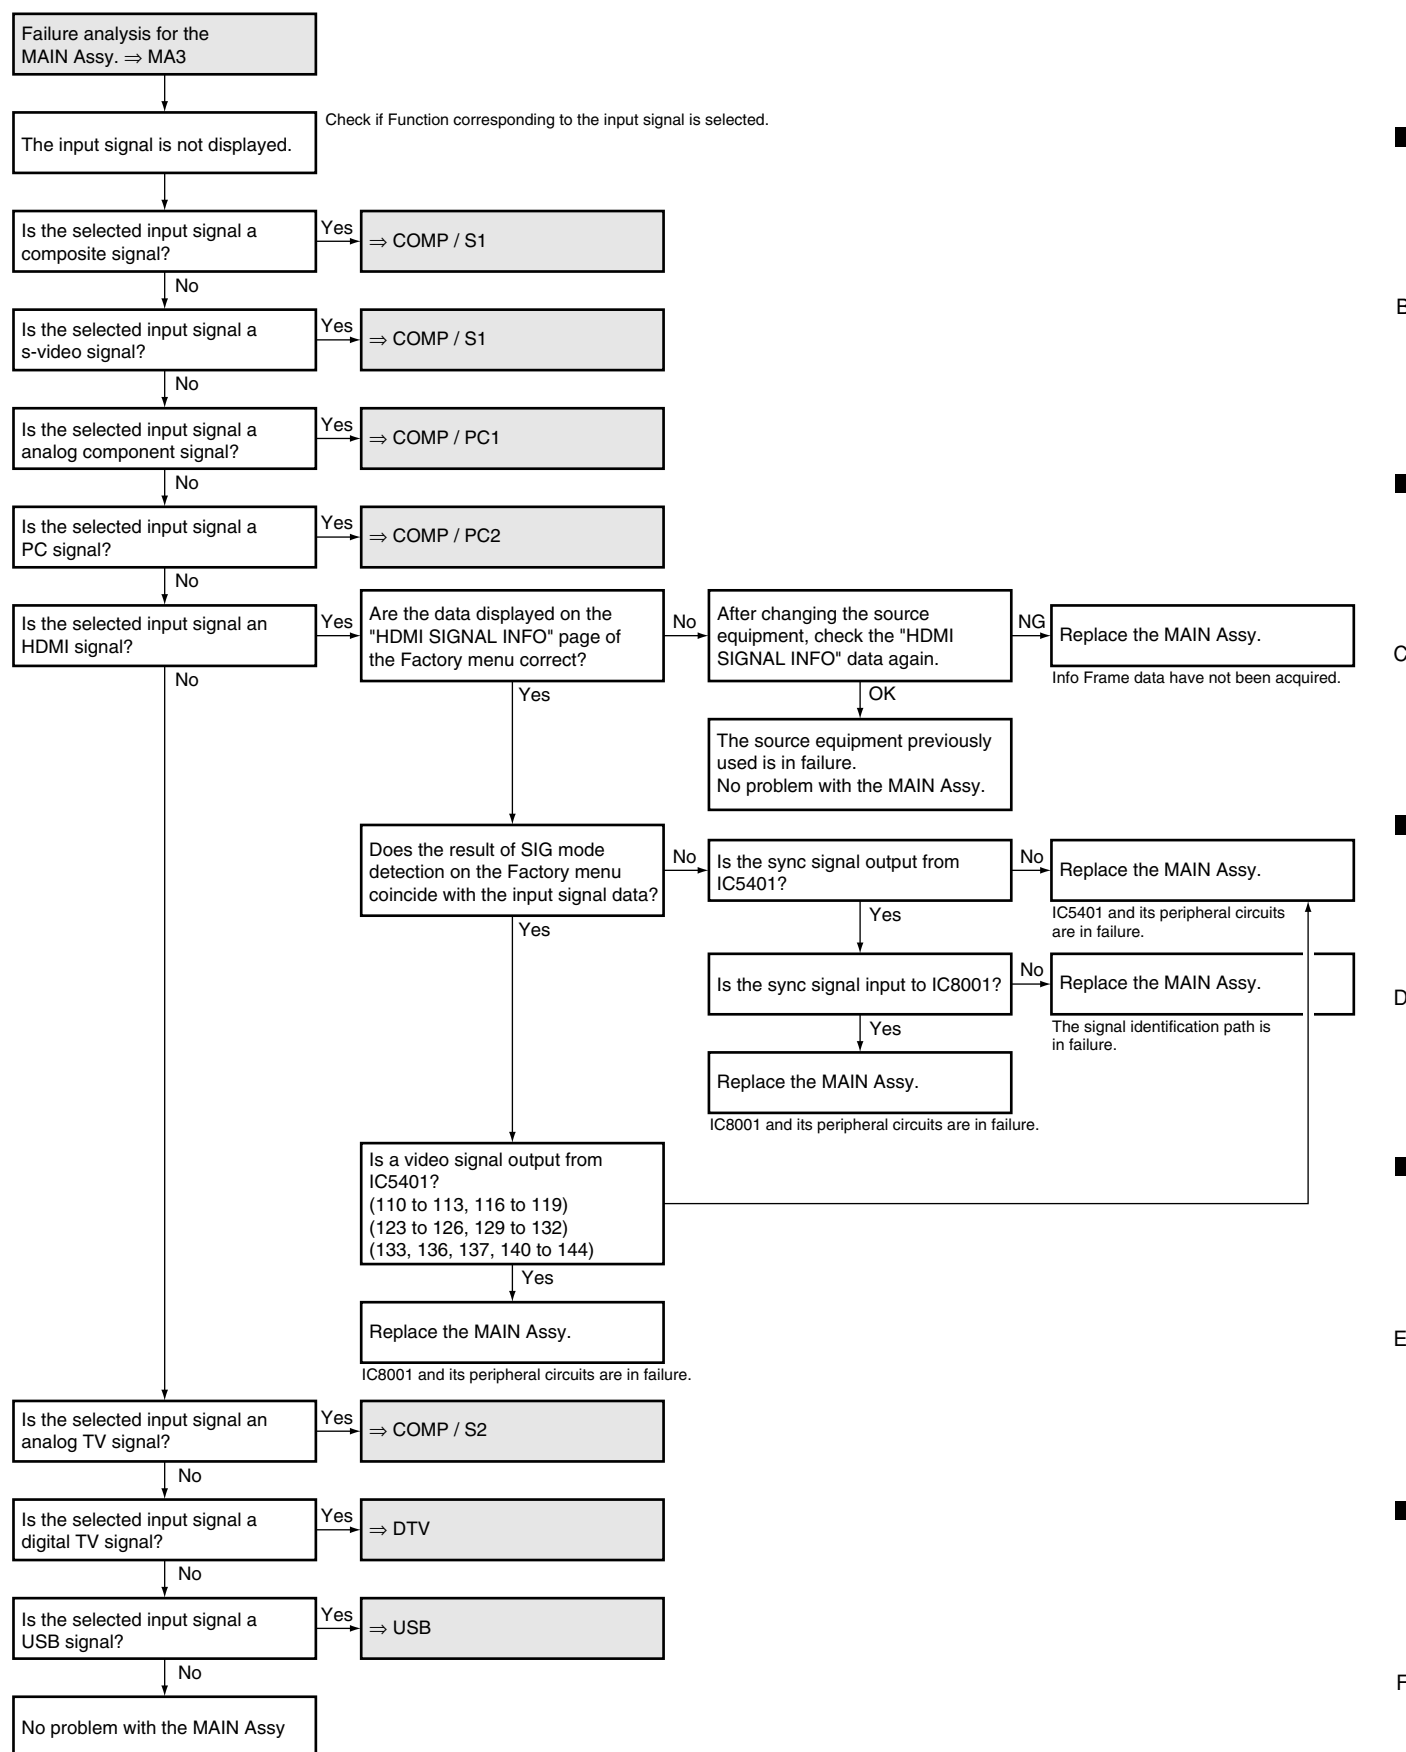 Failure analysis for the
MAIN Assy. ⇒ MA3
The input signal is not displayed.
Check if Function corresponding to the input signal is selected.
Is the selected input signal a
composite signal?
Yes
⇒ COMP / S1
No
B
Is the selected input signal a
s-video signal?
Yes
⇒ COMP / S1
No
Is the selected input signal a
analog component signal?
Yes
⇒ COMP / PC1
No
Is the selected input signal a
PC signal?
Yes
⇒ COMP / PC2
No
Is the selected input signal an
HDMI signal?
Yes
Are the data displayed on the
"HDMI SIGNAL INFO" page of
the Factory menu correct?
No
After changing the source
equipment, check the "HDMI
SIGNAL INFO" data again.
NG
Replace the MAIN Assy.
Info Frame data have not been acquired.
C
No
Yes
OK
The source equipment previously
used is in failure.
No problem with the MAIN Assy.
Does the result of SIG mode
detection on the Factory menu
coincide with the input signal data?
No
Is the sync signal output from
IC5401?
No
Replace the MAIN Assy.
IC5401 and its peripheral circuits
are in failure.
Yes
Yes
Is the sync signal input to IC8001?
No
Replace the MAIN Assy.
The signal identification path is
in failure.
D
Yes
Replace the MAIN Assy.
IC8001 and its peripheral circuits are in failure.
Is a video signal output from
IC5401?
(110 to 113, 116 to 119)
(123 to 126, 129 to 132)
(133, 136, 137, 140 to 144)
Yes
Replace the MAIN Assy.
IC8001 and its peripheral circuits are in failure.
E
Is the selected input signal an
analog TV signal?
Yes
⇒ COMP / S2
No
Is the selected input signal a
digital TV signal?
Yes
⇒ DTV
No
Is the selected input signal a
USB signal?
Yes
⇒ USB
No
F
No problem with the MAIN Assy